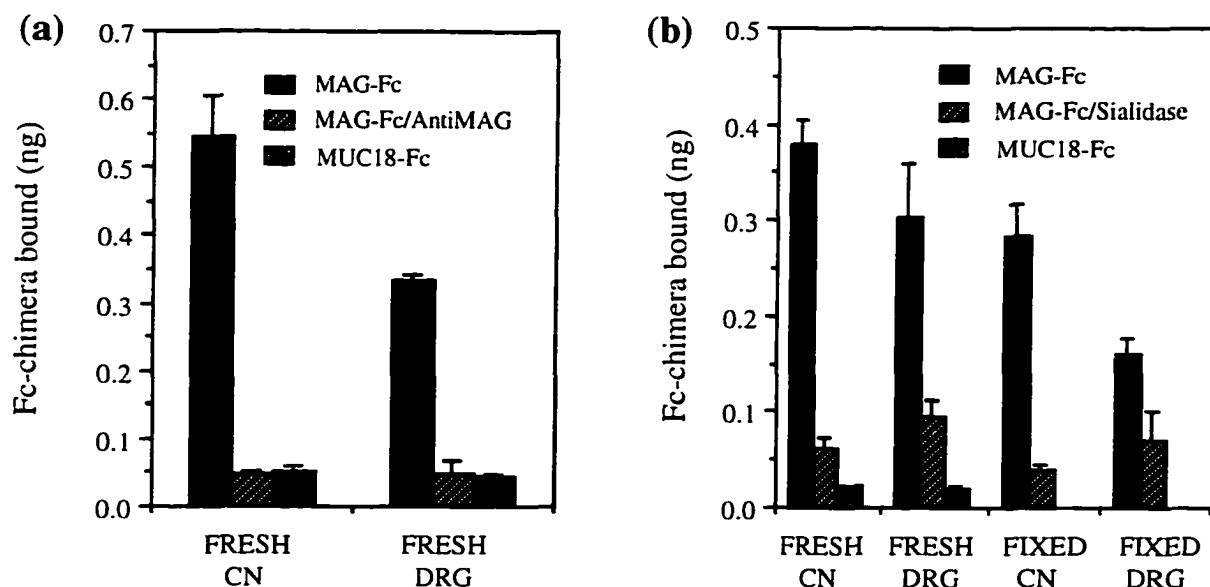 (a)
Fc-chimera bound (ng)
0.7
0.6
0.5
0.4
0.3
0.2
0.1
0.0
MAG-Fc
MAG-Fc/AntiMAG
MUC18-Fc
FRESH CN
FRESH DRG
(b)
Fc-chimera bound (ng)
0.5
0.4
0.3
0.2
0.1
0.0
MAG-Fc
MAG-Fc/Sialidase
MUC18-Fc
FRESH CN
FRESH DRG
FIXED CN
FIXED DRG